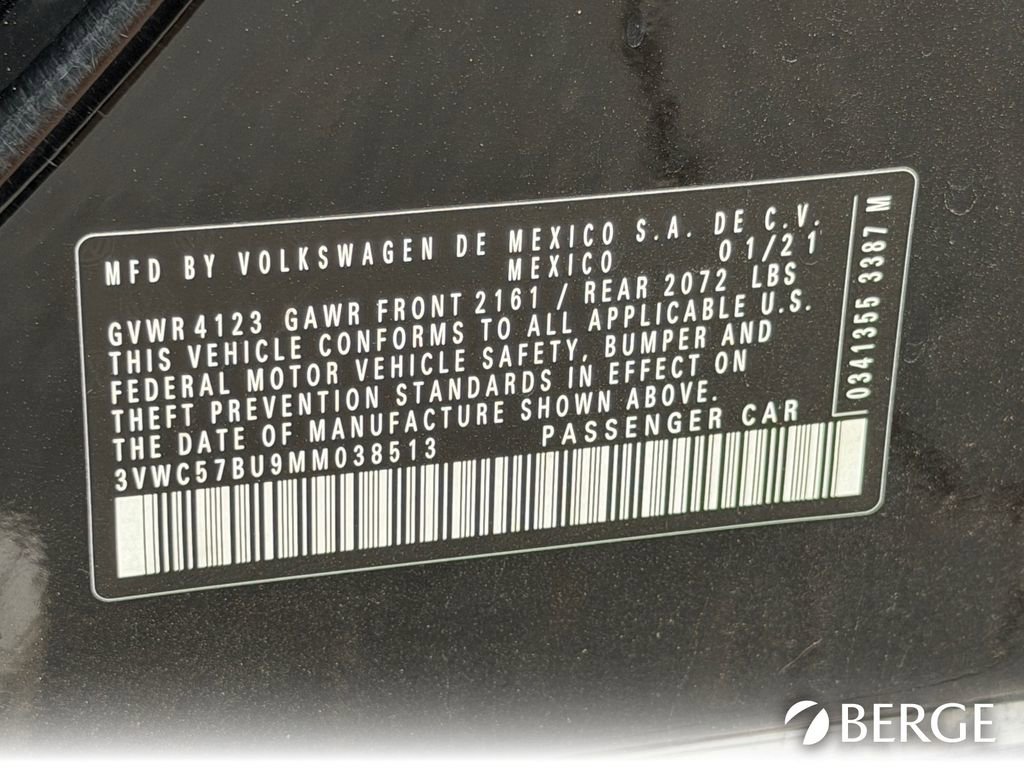 MFD BY VOLKSWAGEN DE MEXICO S.A. DE C.V.
MEXICO 01/21
GVWR 4123 GAWR FRONT 2161 / REAR 2072 LBS
THIS VEHICLE CONFORMS TO ALL APPLICABLE U.S.
FEDERAL MOTOR VEHICLE SAFETY, BUMPER AND
THEFT PREVENTION STANDARDS IN EFFECT ON
THE DATE OF MANUFACTURE SHOWN ABOVE.
3VWC57BU9MM038513 PASSENGER CAR
0341355 3387 M
BERGE